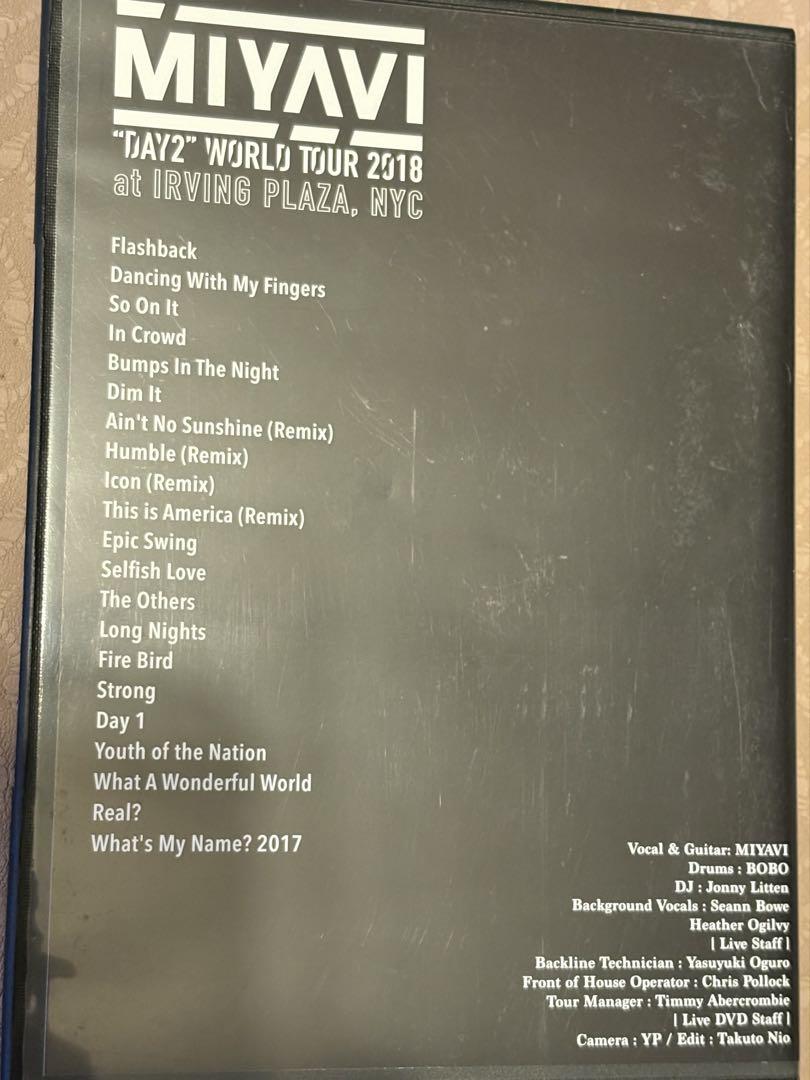 MIYAVI
"DAY2" WORLD TOUR 2018
at IRVING PLAZA, NYC
Flashback
Dancing With My Fingers
So On It
In Crowd
Bumps In The Night
Dim It
Ain't No Sunshine (Remix)
Humble (Remix)
Icon (Remix)
This is America (Remix)
Epic Swing
Selfish Love
The Others
Long Nights
Fire Bird
Strong
Day 1
Youth of the Nation
What A Wonderful World
Real?
What's My Name? 2017
Vocal & Guitar: MIYAVI
Drums : BOBO
DJ : Jonny Litten
Background Vocals : Seann Bowe
Heather Ogilvy
[ Live Staff ]
Backline Technician : Yasuyuki Oguro
Front of House Operator : Chris Pollock
Tour Manager : Timmy Abercrombie
[ Live DVD Staff ]
Camera : YP / Edit : Takuto Nio